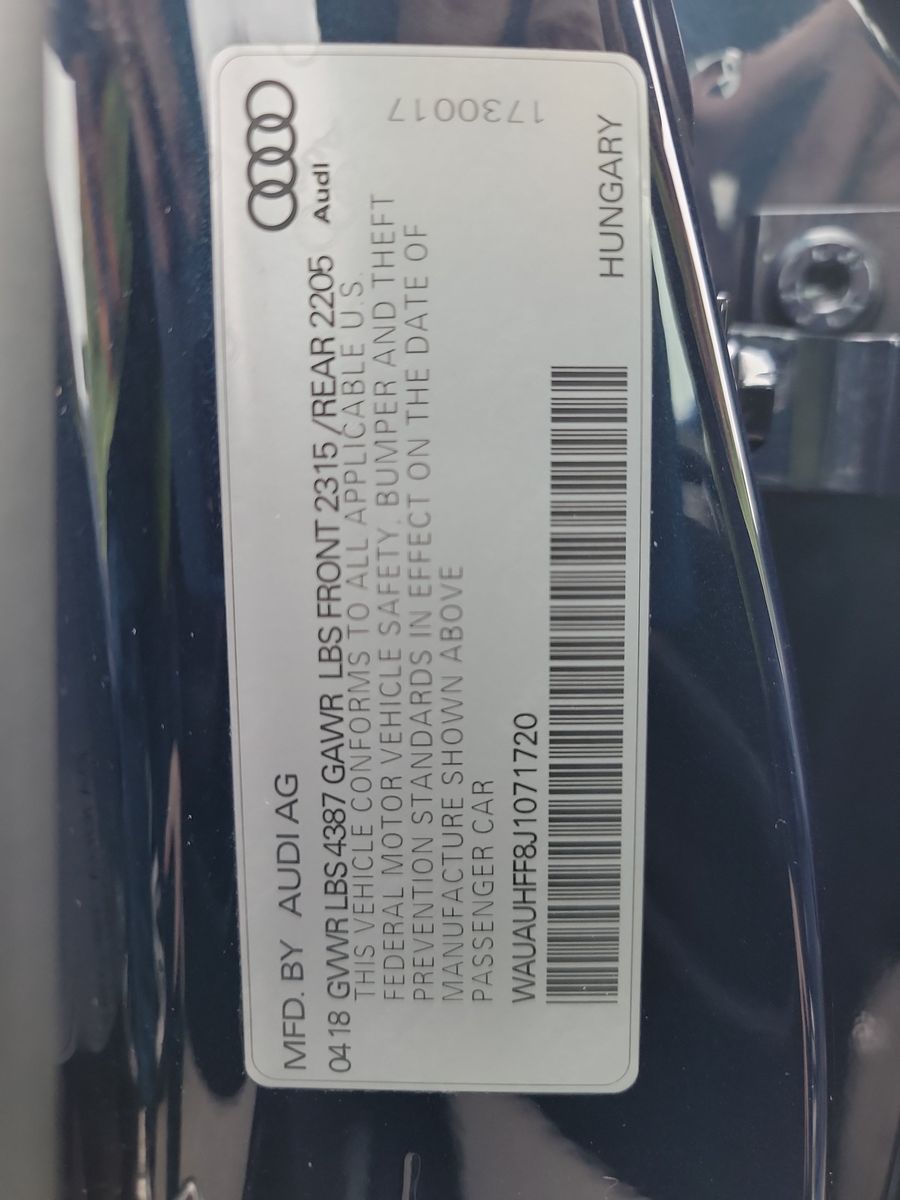 MFD. BY AUDI AG
Audi
04 18 GVWR LBS 4387 GAWR LBS FRONT 2315 /REAR 2205
THIS VEHICLE CONFORMS TO ALL APPLICABLE U.S.
FEDERAL MOTOR VEHICLE SAFETY, BUMPER AND THEFT
PREVENTION STANDARDS IN EFFECT ON THE DATE OF
MANUFACTURE SHOWN ABOVE
PASSENGER CAR
1730017
WAUAUHFF8J1071720
HUNGARY